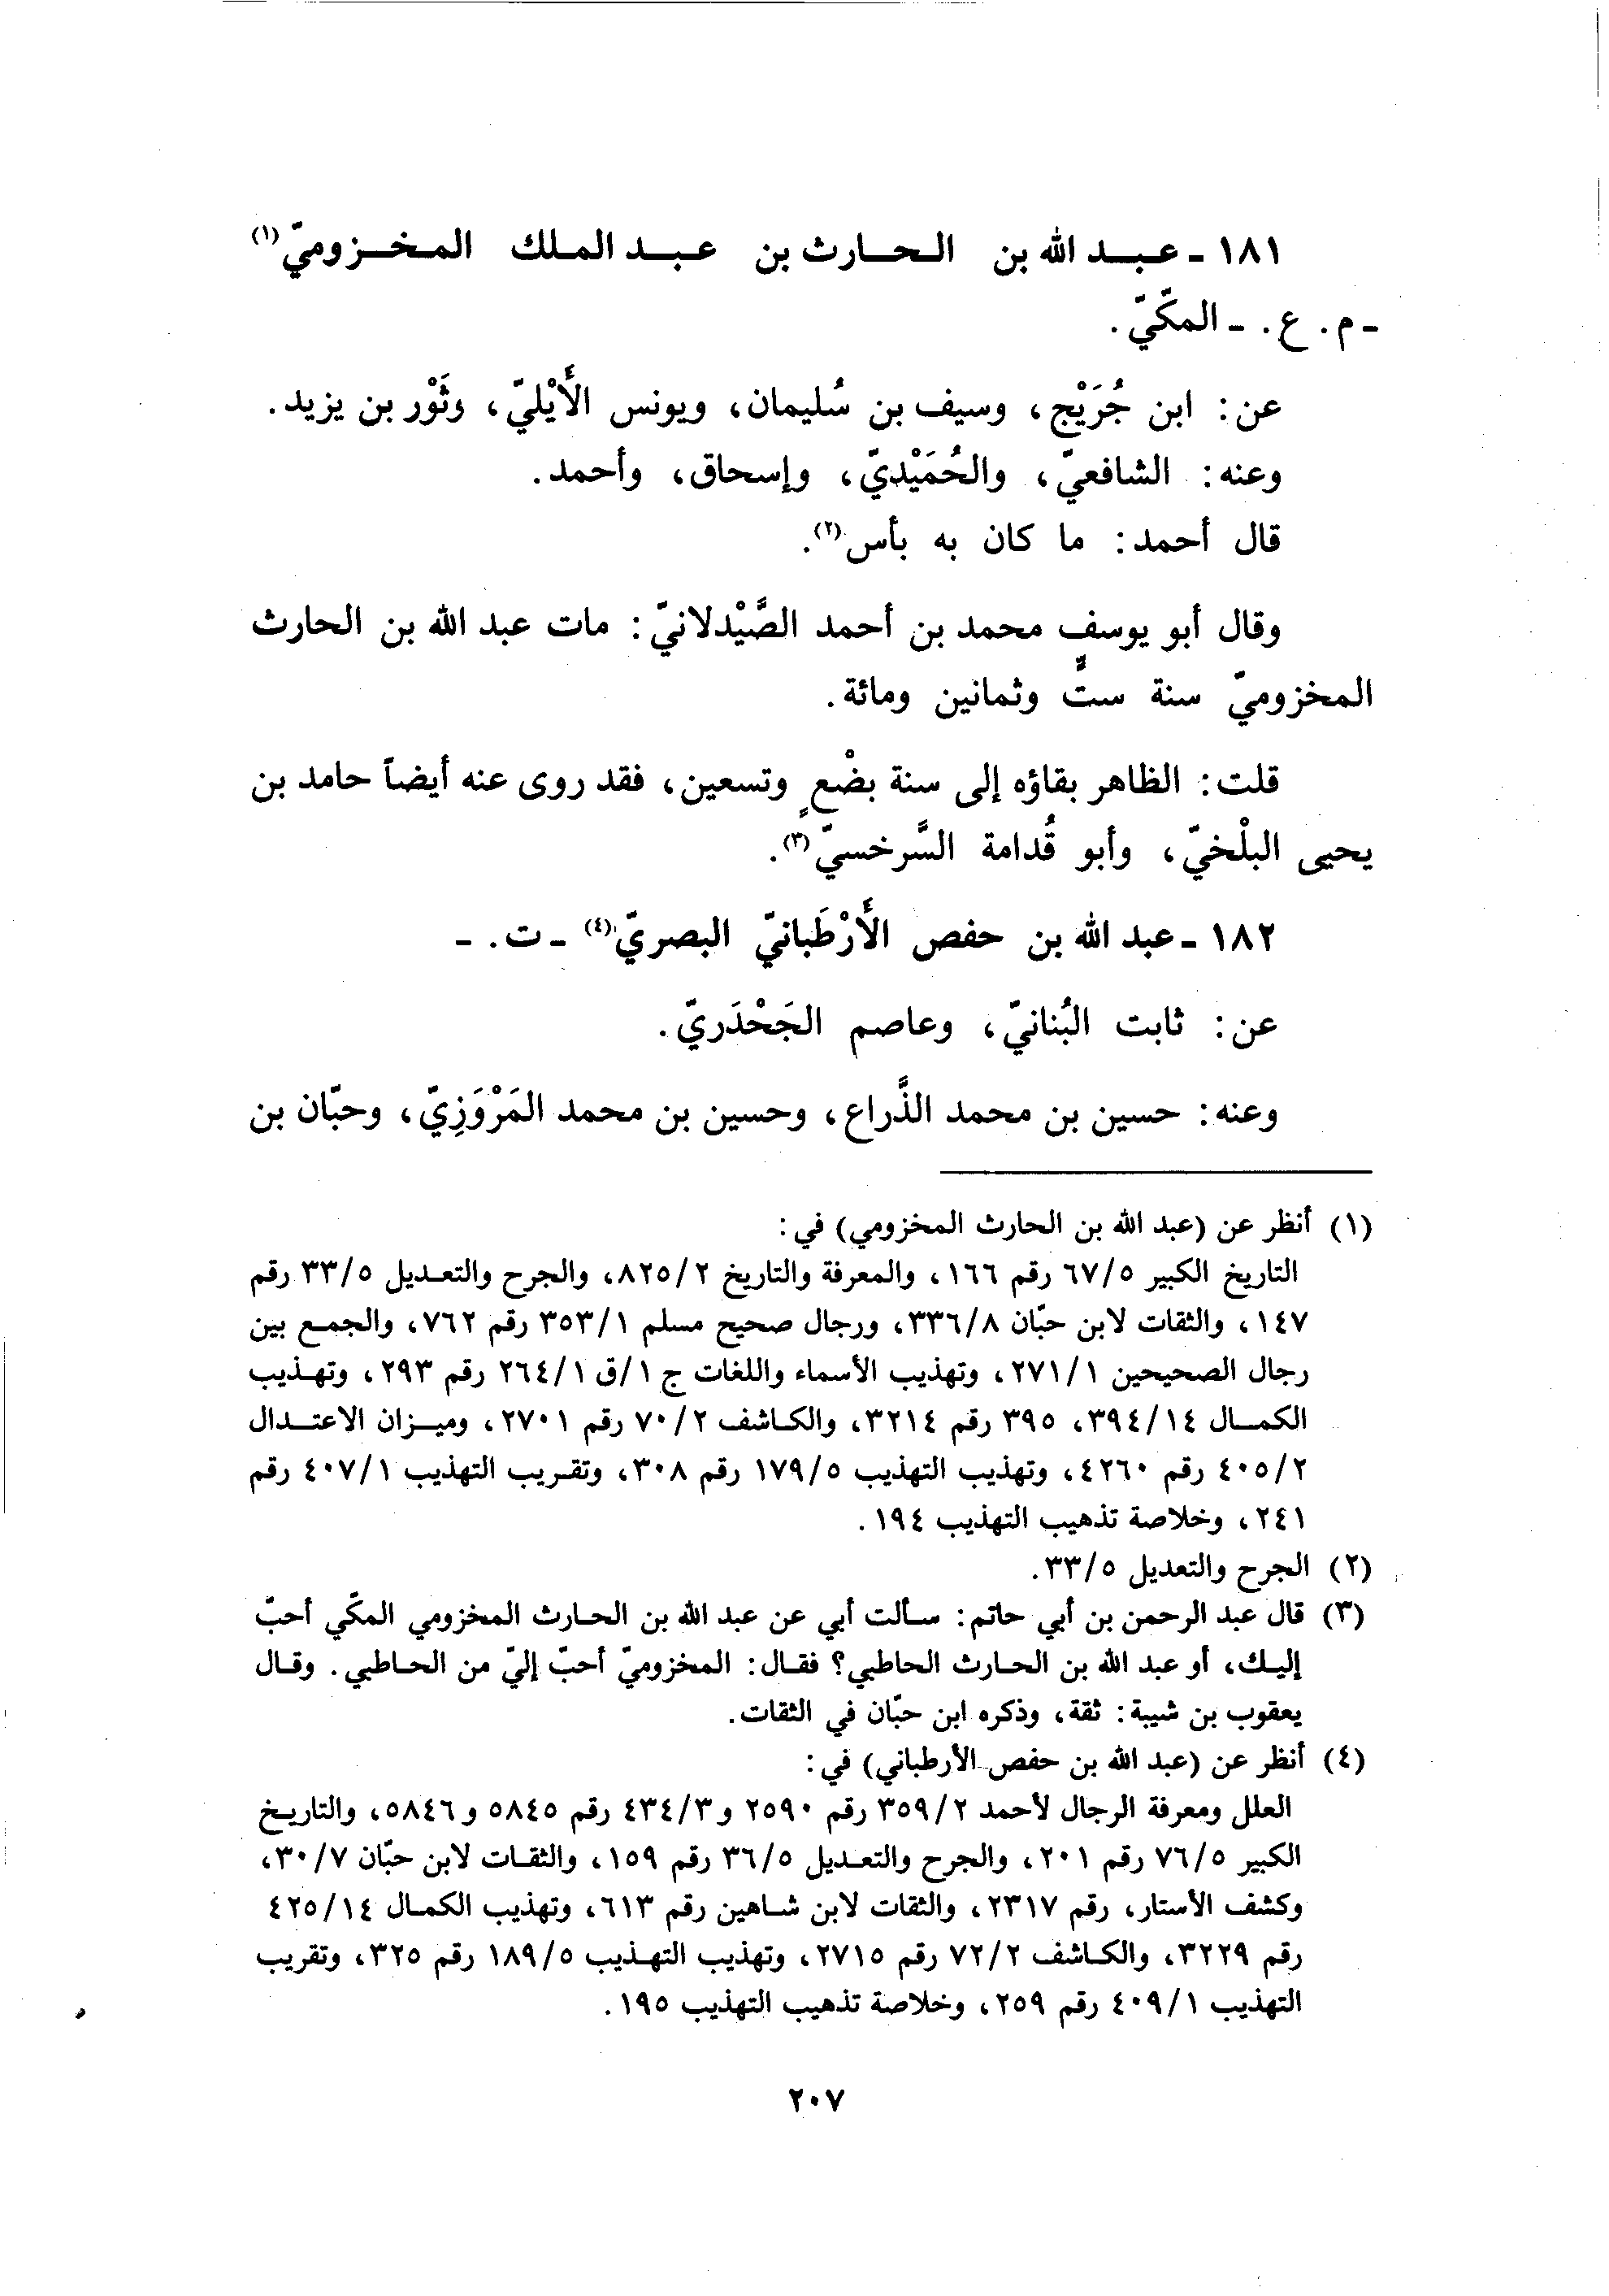 ١٨١ - عبد الله بن الحارث بن عبد الملك المخزوميّ(١)
- م. ع. - المكّيّ.
عن: ابن جُرَيْج، وسيف بن سُليمان، ويونس الأَيْليّ، وثَوْر بن يزيد.
وعنه: الشافعيّ، والحُمَيْديّ، وإسحاق، وأحمد.
قال أحمد: ما كان به بأس(٢).
وقال أبو يوسف محمد بن أحمد الصَّيْدلانيّ: مات عبد الله بن الحارث
المخزوميّ سنة ستٍّ وثمانين ومائة.
قلت: الظاهر بقاؤه إلى سنة بضْعٍ وتسعين، فقد روى عنه أيضاً حامد بن
يحيى البلْخيّ، وأبو قُدامة السَّرخسيّ(٣).
١٨٢ - عبد الله بن حفص الأَرْطَبانيّ البصريّ(٤) - ت. -
عن: ثابت البُنانيّ، وعاصم الجَحْدَريّ.
وعنه: حسين بن محمد الذَّراع، وحسين بن محمد المَرْوَزِيّ، وحبّان بن
(١) أنظر عن (عبد الله بن الحارث المخزومي) في:
التاريخ الكبير ٦٧/٥ رقم ١٦٦، والمعرفة والتاريخ ٨٢٥/٢، والجرح والتعديل ٣٣/٥ رقم
١٤٧، والثقات لابن حبّان ٣٣٦/٨، ورجال صحيح مسلم ٣٥٣/١ رقم ٧٦٢، والجمع بين
رجال الصحيحين ٢٧١/١، وتهذيب الأسماء واللغات ج ١/ق ٢٦٤/١ رقم ٢٩٣، وتهذيب
الكمال ٣٩٤/١٤، ٣٩٥ رقم ٣٢١٤، والكاشف ٧٠/٢ رقم ٢٧٠١، وميزان الاعتدال
٤٠٥/٢ رقم ٤٢٦٠، وتهذيب التهذيب ١٧٩/٥ رقم ٣٠٨، وتقريب التهذيب ٤٠٧/١ رقم
٢٤١، وخلاصة تذهيب التهذيب ١٩٤.
(٢) الجرح والتعديل ٣٣/٥.
(٣) قال عبد الرحمن بن أبي حاتم: سألت أبي عن عبد الله بن الحارث المخزومي المكّي أحبّ
إليك، أو عبد الله بن الحارث الحاطبي؟ فقال: المخزوميّ أحبّ إليّ من الحاطبي. وقال
يعقوب بن شيبة: ثقة، وذكره ابن حبّان في الثقات.
(٤) أنظر عن (عبد الله بن حفص الأرطباني) في:
العلل ومعرفة الرجال لأحمد ٣٥٩/٢ رقم ٢٥٩٠ و٤٣٤/٣ رقم ٥٨٤٥ و٥٨٤٦، والتاريخ
الكبير ٧٦/٥ رقم ٢٠١، والجرح والتعديل ٣٦/٥ رقم ١٥٩، والثقات لابن حبّان ٣٠/٧،
وكشف الأستار، رقم ٢٣١٧، والثقات لابن شاهين رقم ٦١٣، وتهذيب الكمال ٤٢٥/١٤
رقم ٣٢٢٩، والكاشف ٧٢/٢ رقم ٢٧١٥، وتهذيب التهذيب ١٨٩/٥ رقم ٣٢٥، وتقريب
التهذيب ٤٠٩/١ رقم ٢٥٩، وخلاصة تذهيب التهذيب ١٩٥.
٢٠٧